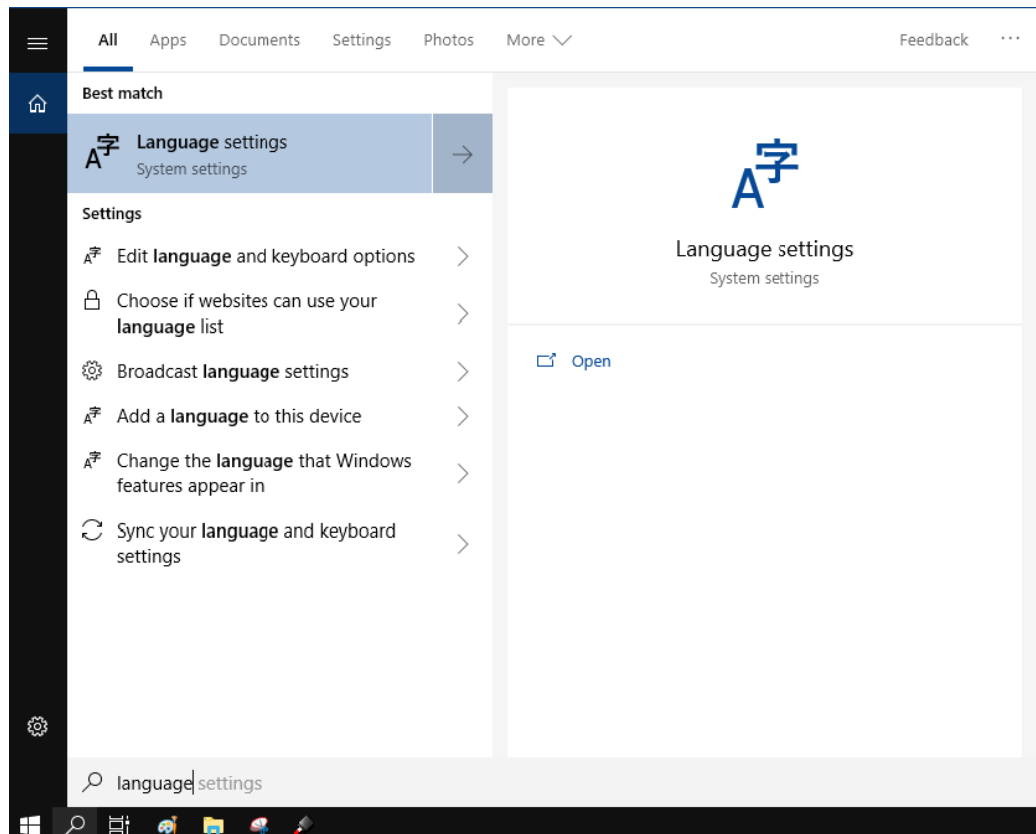 All Apps Documents Settings Photos More Feedback ...
Best match
Language settings
System settings
Settings
Edit language and keyboard options
Choose if websites can use your
language list
Broadcast language settings
Add a language to this device
Change the language that Windows
features appear in
Sync your language and keyboard
settings
A字
Language settings
System settings
Open
language settings